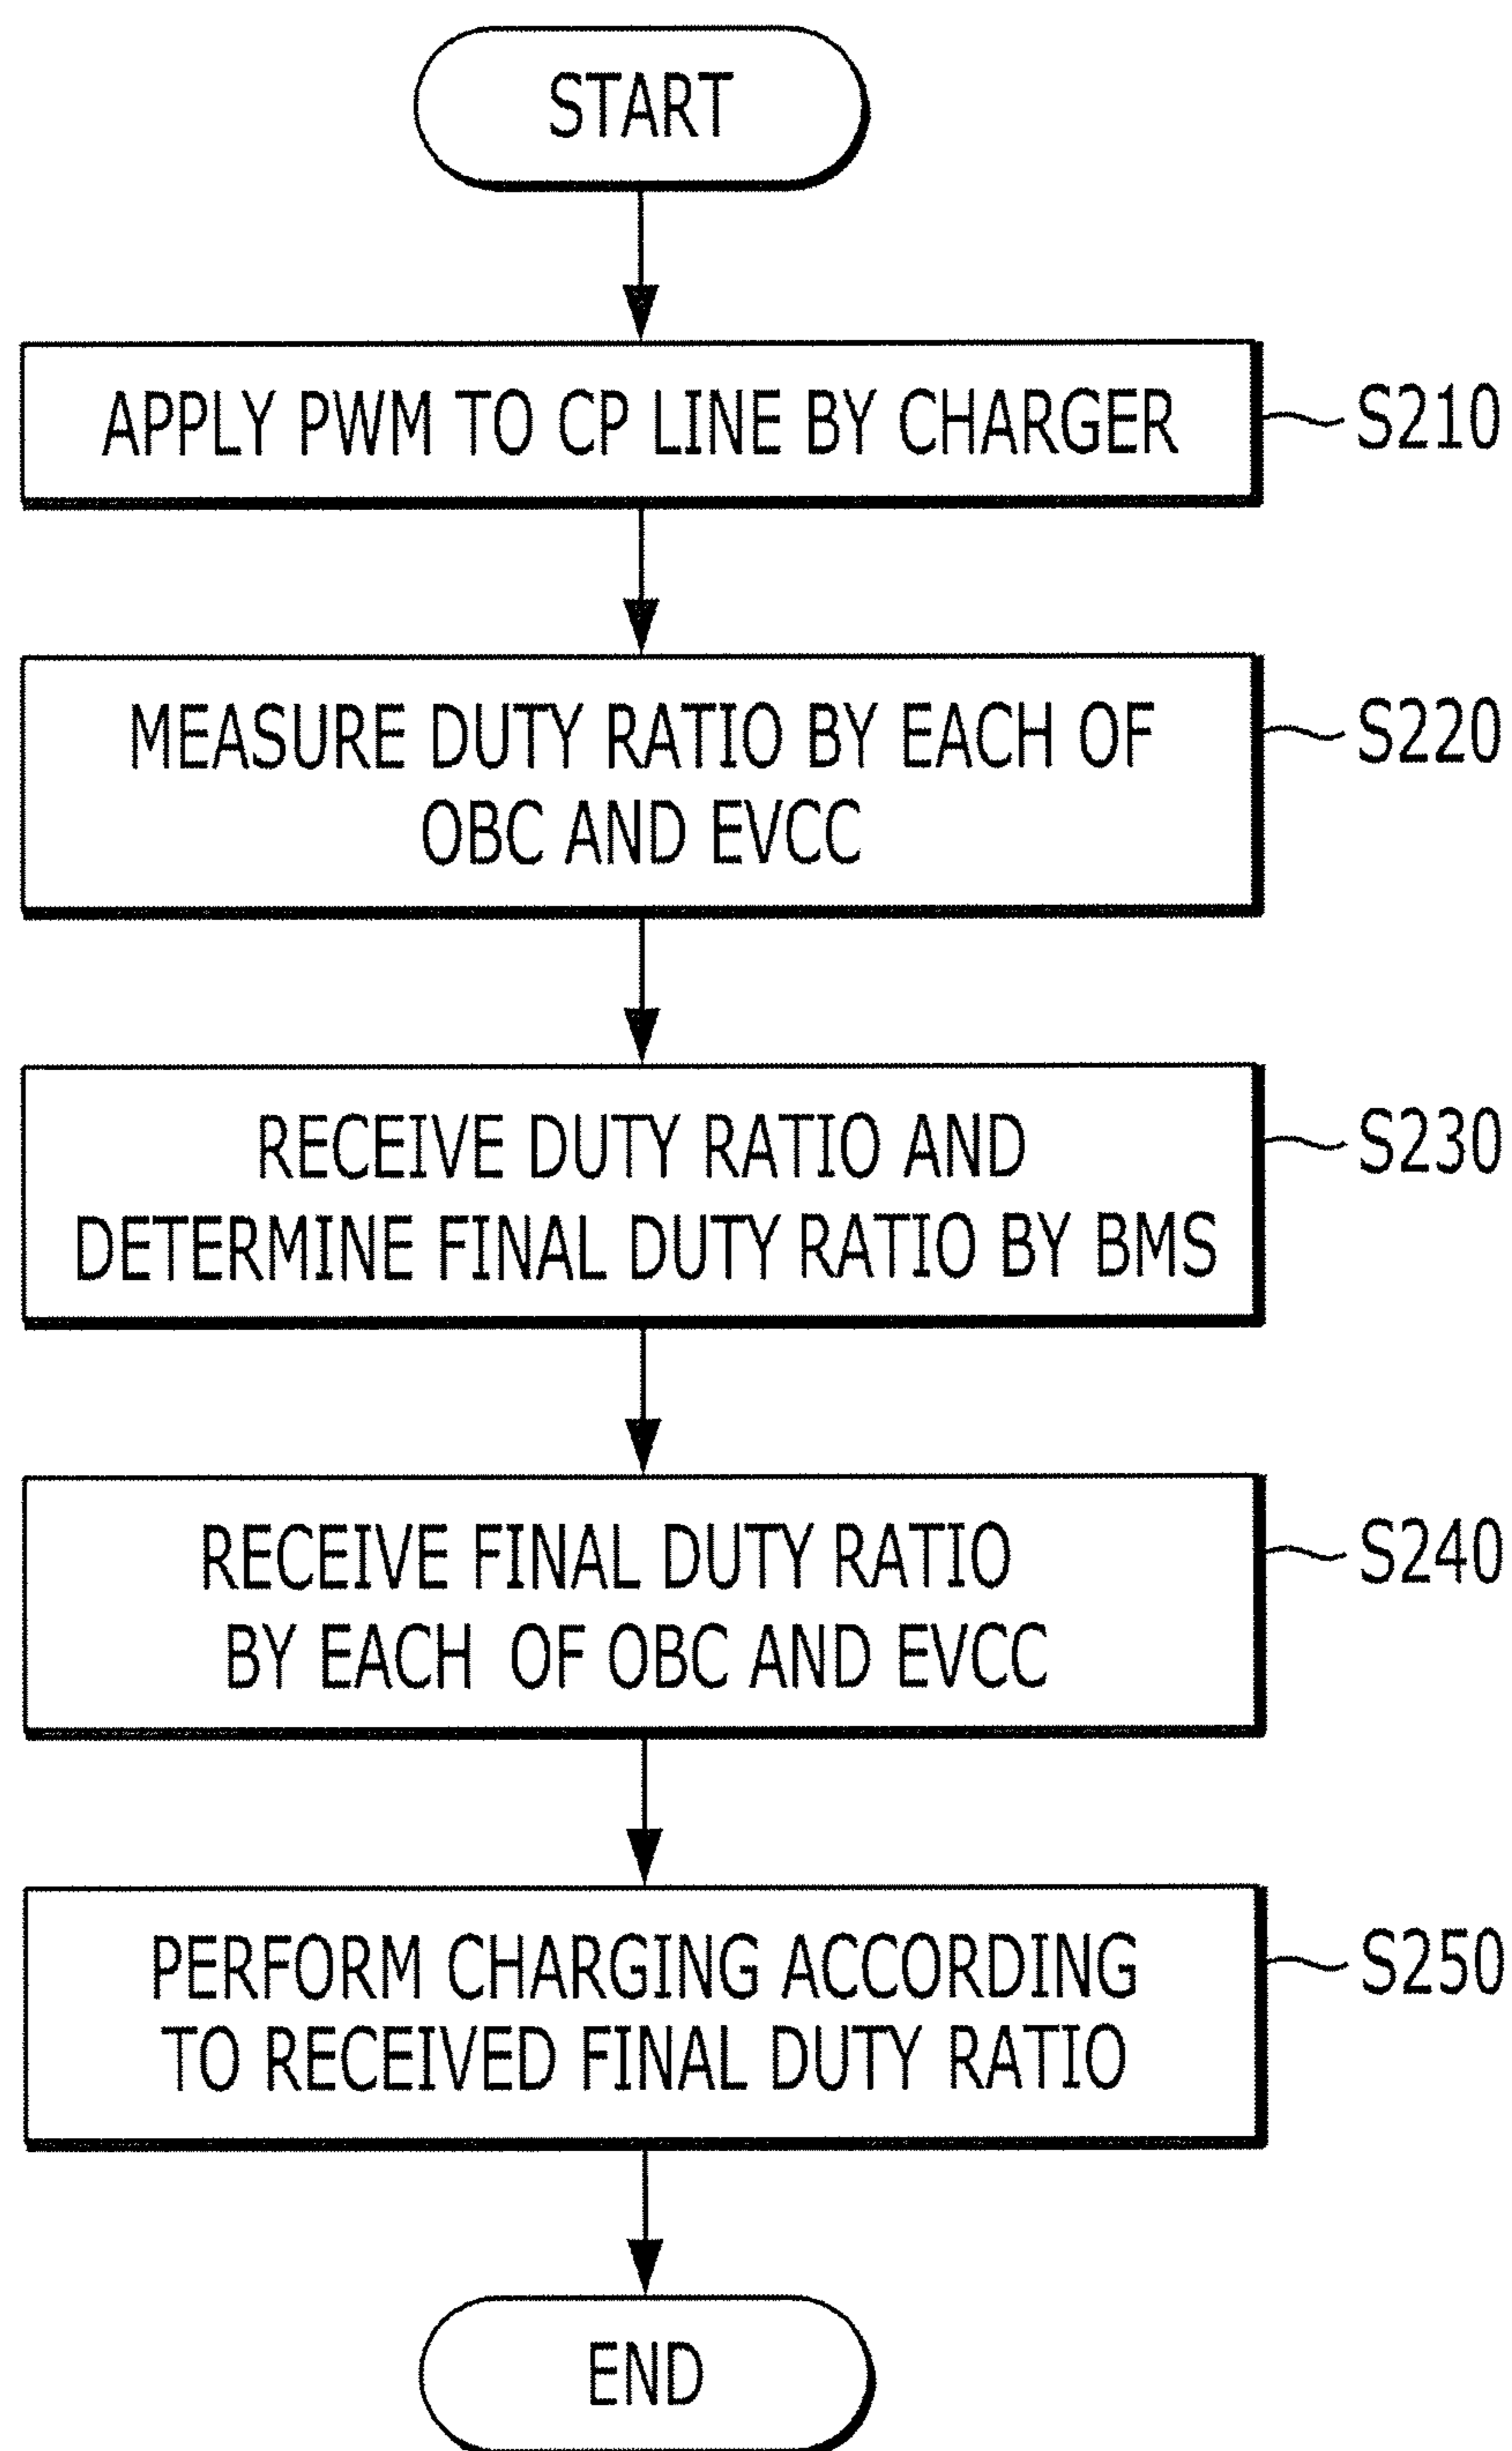 START
APPLY PWM TO CP LINE BY CHARGER
S210
MEASURE DUTY RATIO BY EACH OF
OBC AND EVCC
S220
RECEIVE DUTY RATIO AND
DETERMINE FINAL DUTY RATIO BY BMS
S230
RECEIVE FINAL DUTY RATIO
BY EACH OF OBC AND EVCC
S240
PERFORM CHARGING ACCORDING
TO RECEIVED FINAL DUTY RATIO
S250
END